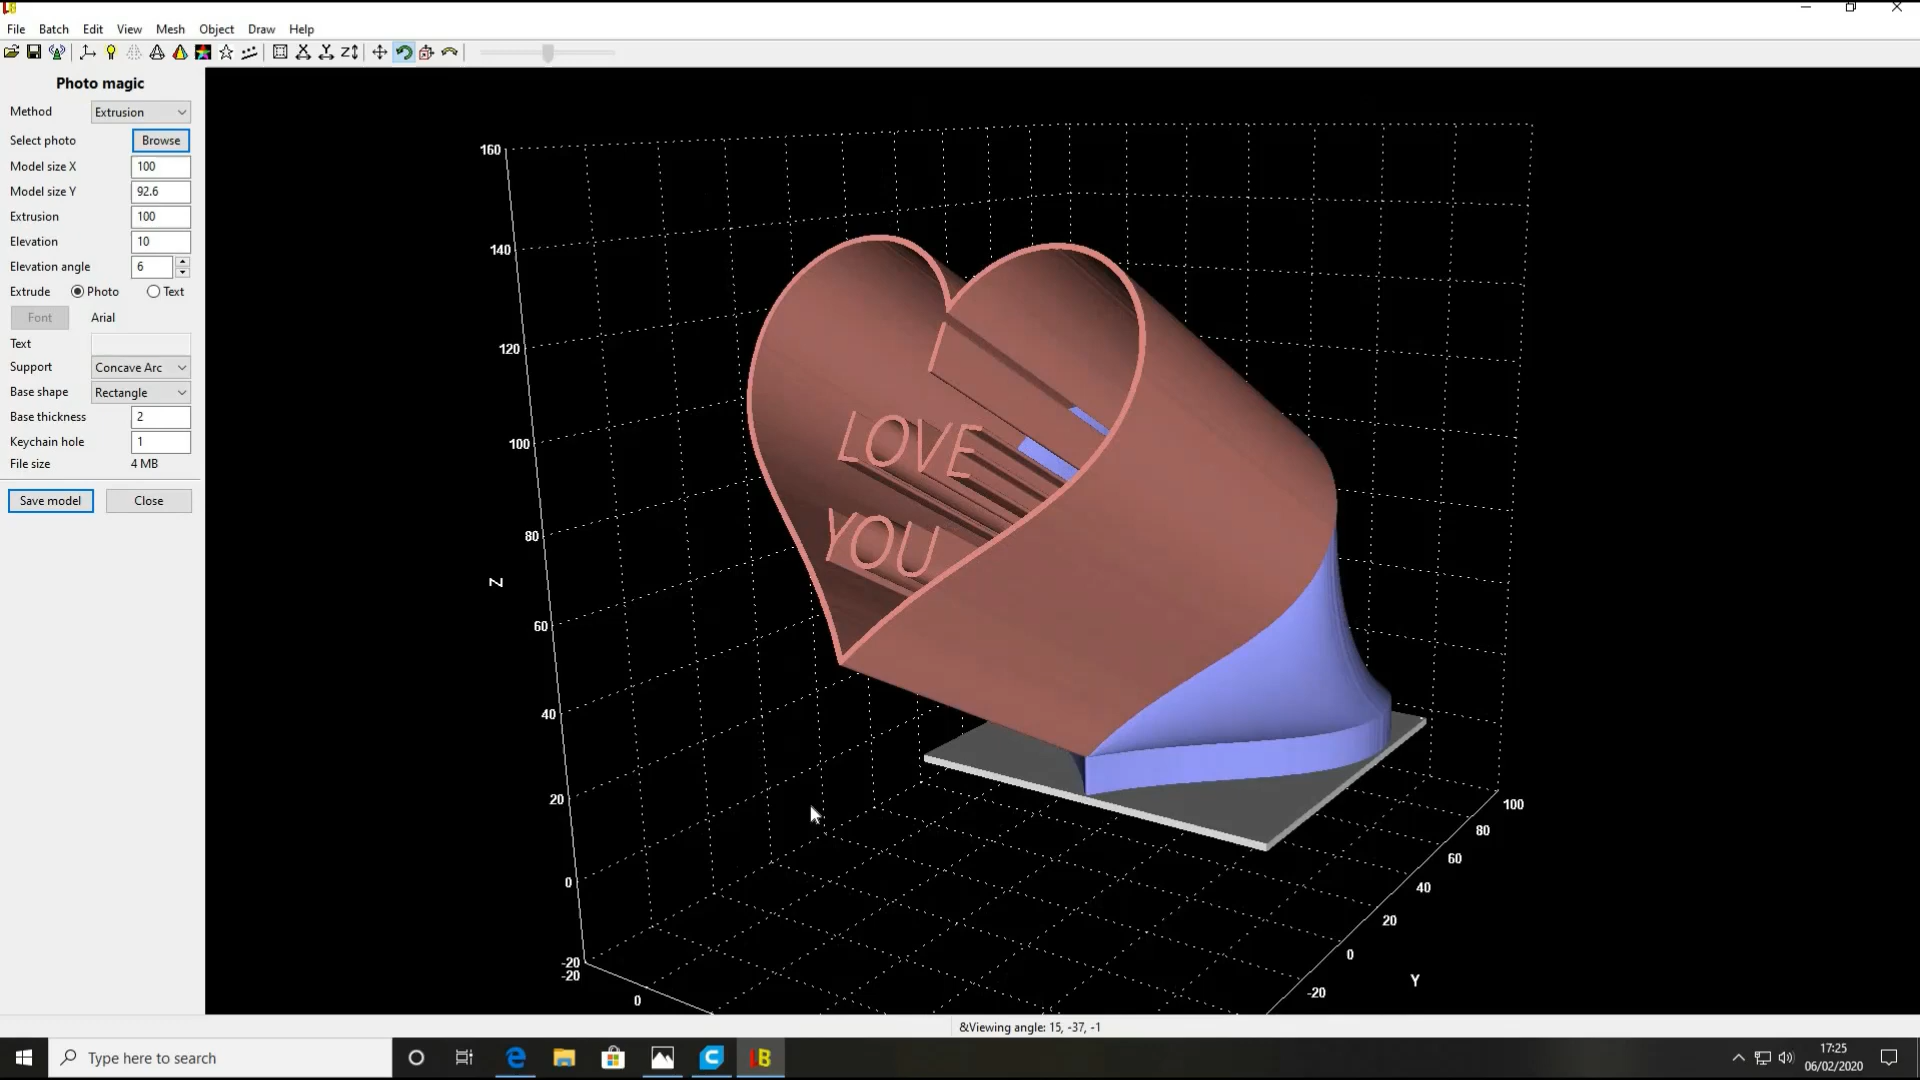 LB
File Batch Edit View Mesh Object Draw Help
Photo magic
Method Extrusion
Select photo Browse
Model size X 100
Model size Y 92.6
Extrusion 100
Elevation 10
Elevation angle 6
Extrude Photo Text
Font Arial
Text
Support Concave Arc
Base shape Rectangle
Base thickness 2
Keychain hole 1
File size 4 MB
Save model Close
160
140
120
100
80
Z
60
40
20
0
-20
-20
0
LOVE
YOU
100
80
60
40
20
0
-20
Y
&Viewing angle: 15, -37, -1
Type here to search
LB
17:25
06/02/2020